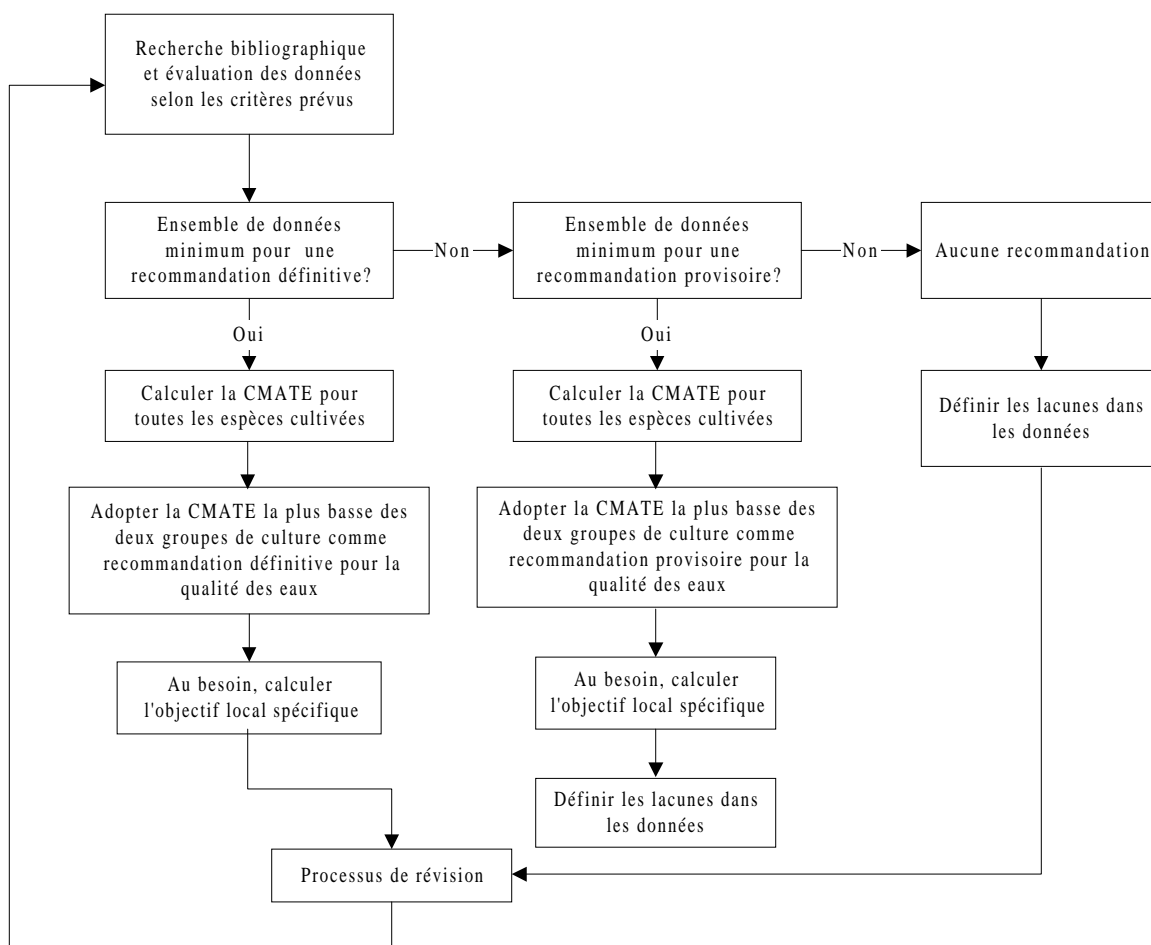 Recherche bibliographique
et évaluation des données
selon les critères prévus
Ensemble de données
minimum pour une
recommandation définitive?
Non
Ensemble de données
minimum pour une
recommandation provisoire?
Non
Aucune recommandation
Oui
Oui
Calculer la CMATE pour
toutes les espèces cultivées
Calculer la CMATE pour
toutes les espèces cultivées
Définir les lacunes dans
les données
Adopter la CMATE la plus basse des
deux groupes de culture comme
recommandation définitive pour la
qualité des eaux
Adopter la CMATE la plus basse des
deux groupes de culture comme
recommandation provisoire pour la
qualité des eaux
Au besoin, calculer
l'objectif local spécifique
Au besoin, calculer
l'objectif local spécifique
Définir les lacunes dans
les données
Processus de révision